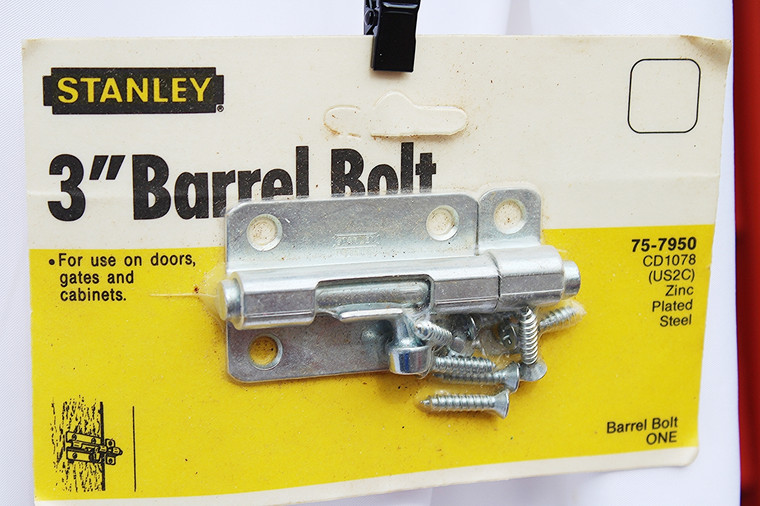 STANLEY®
3" Barrel Bolt
• For use on doors,
gates and
cabinets.
75-7950
CD1078
(US2C)
Zinc
Plated
Steel
Barrel Bolt
ONE